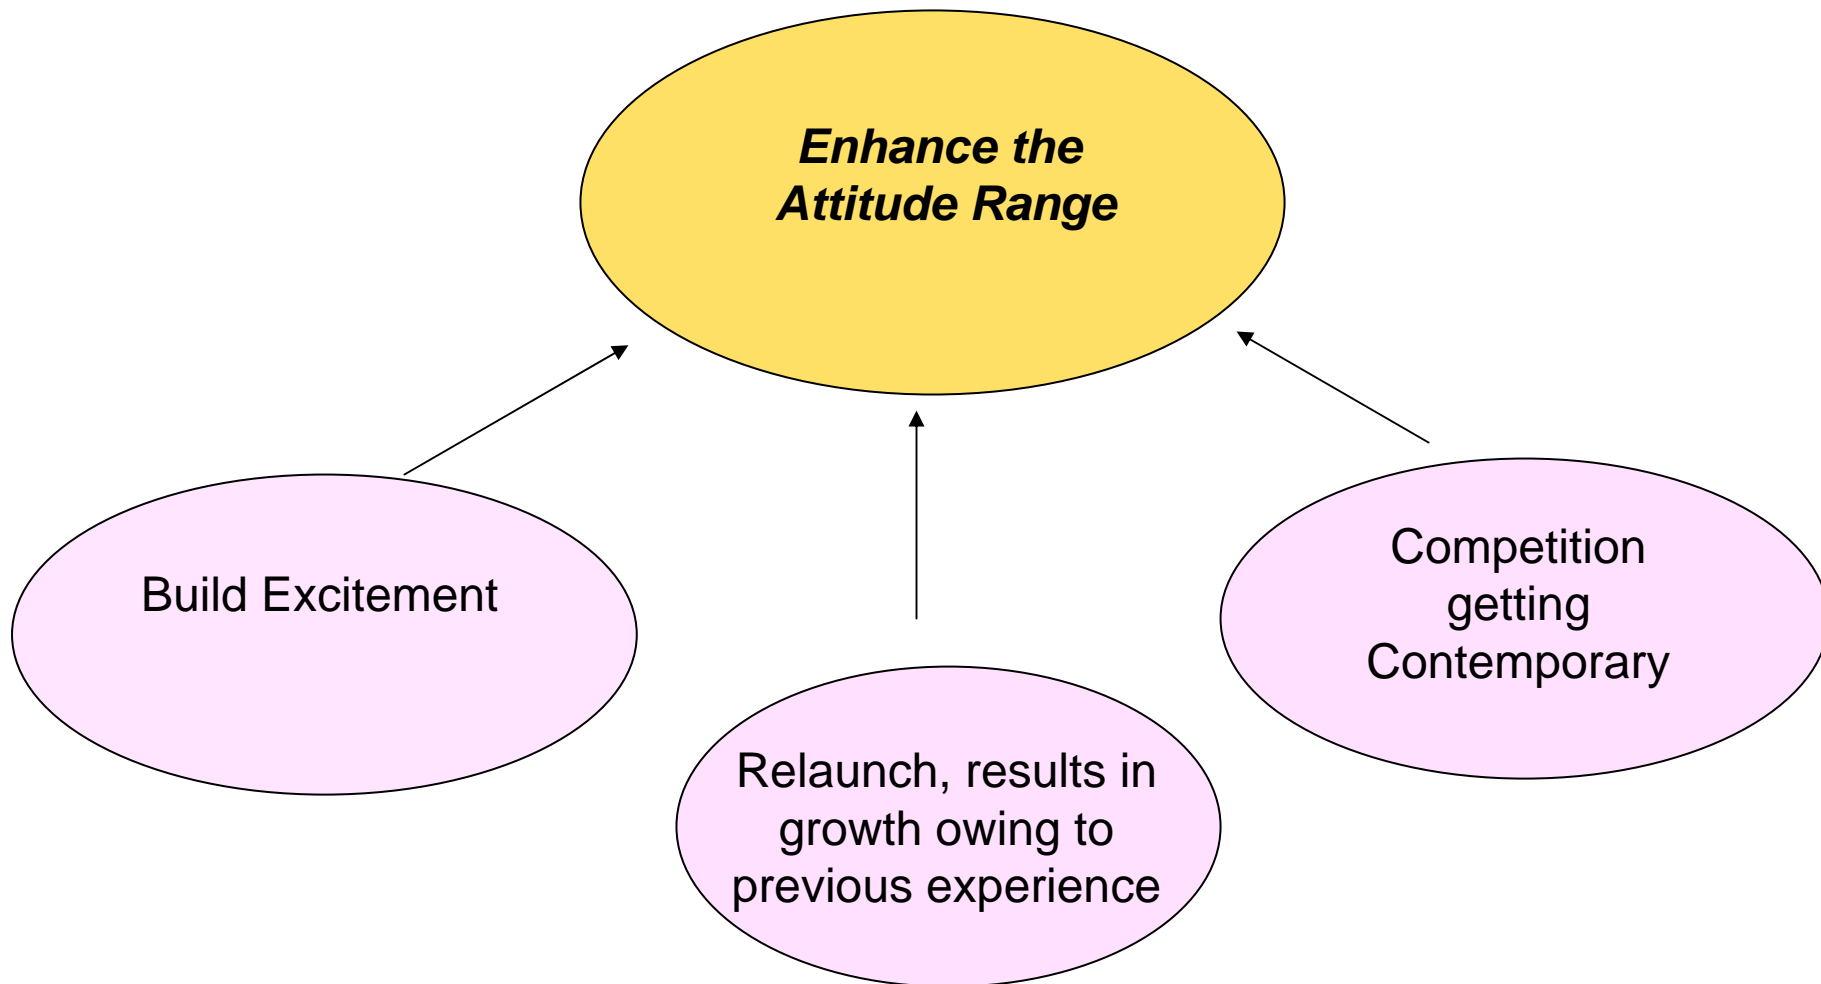 Enhance the
Attitude Range
Build Excitement
Competition
getting
Contemporary
Relaunch, results in
growth owing to
previous experience